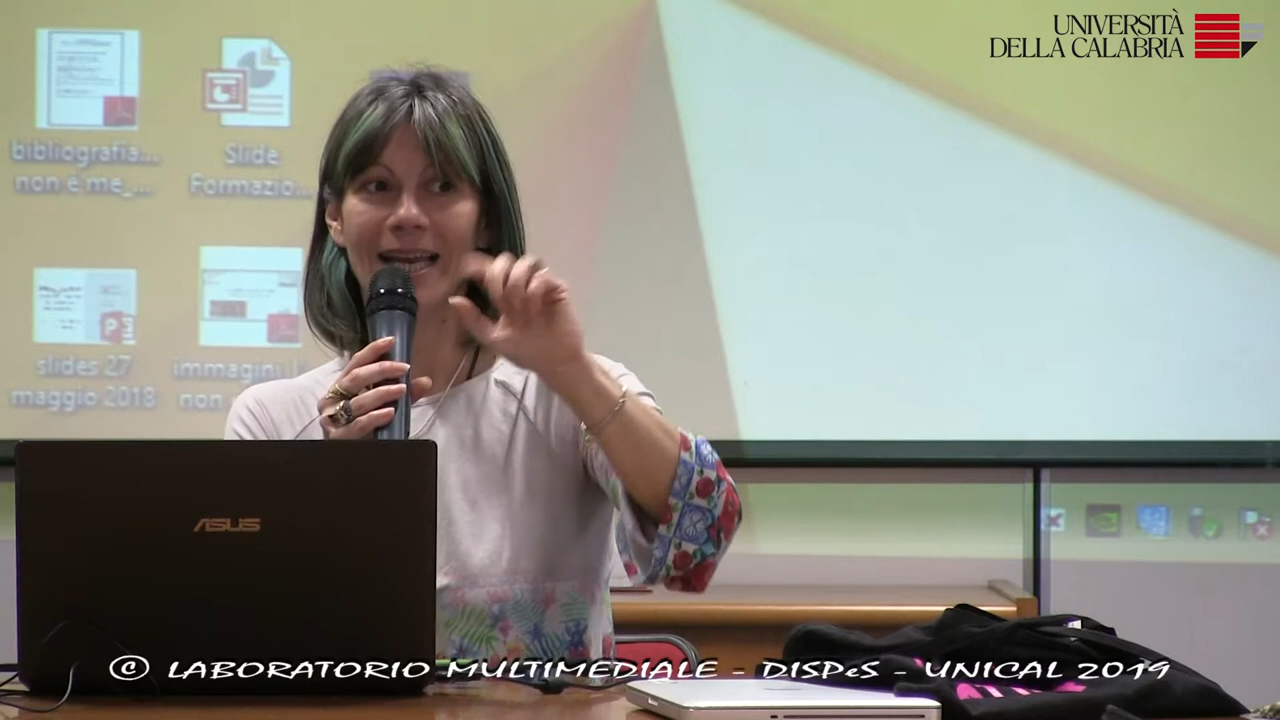 UNIVERSITÀ
DELLA CALABRIA
bibliografia...
non è me_...
Slide
Formazio...
slides 27
maggio 2018
immagini
non
ASUS
© LABORATORIO MULTIMEDIALE - DISPeS - UNICAL 2019